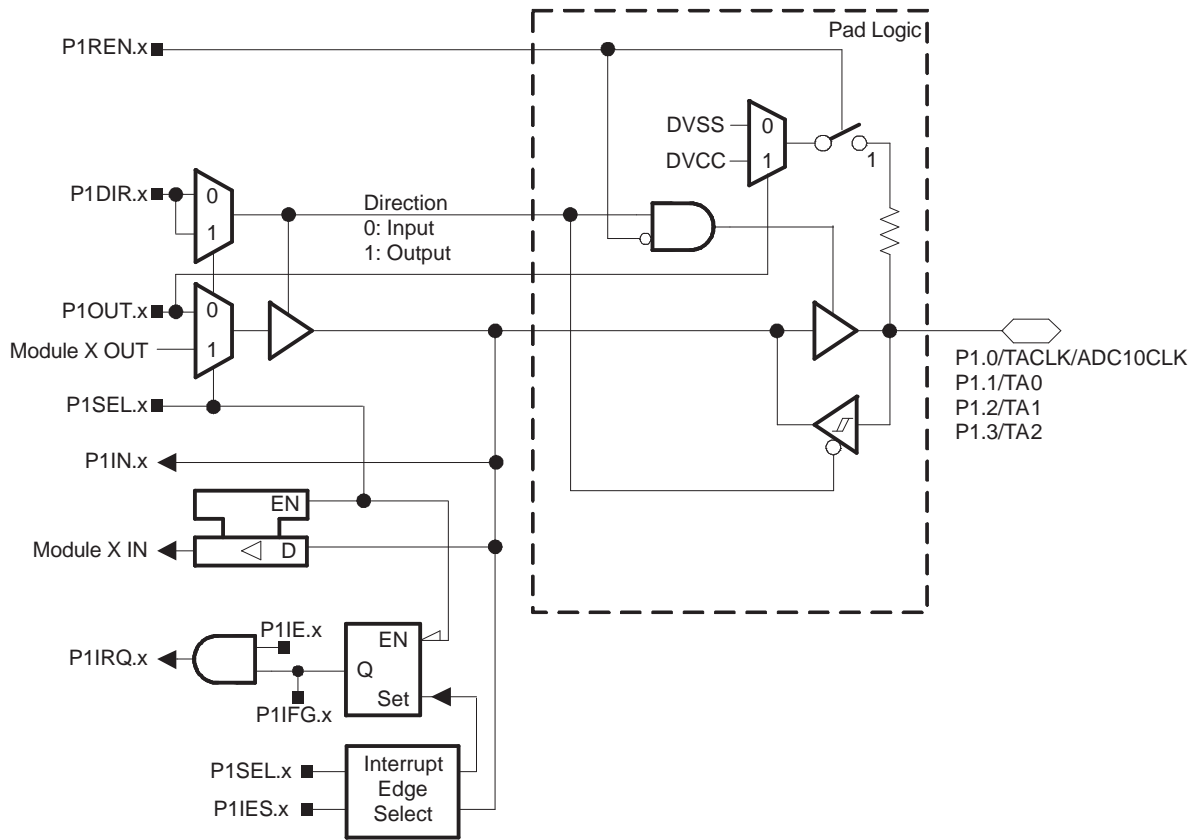 Pad Logic
P1REN.x
DVSS
0
DVCC
1
1
P1DIR.x
0
1
Direction
0: Input
1: Output
P1OUT.x
0
Module X OUT
1
P1.0/TACLK/ADC10CLK
P1.1/TA0
P1.2/TA1
P1.3/TA2
P1SEL.x
P1IN.x
EN
Module X IN
D
P1IE.x
EN
P1IRQ.x
Q
Set
P1IFG.x
P1SEL.x
Interrupt
Edge
Select
P1IES.x